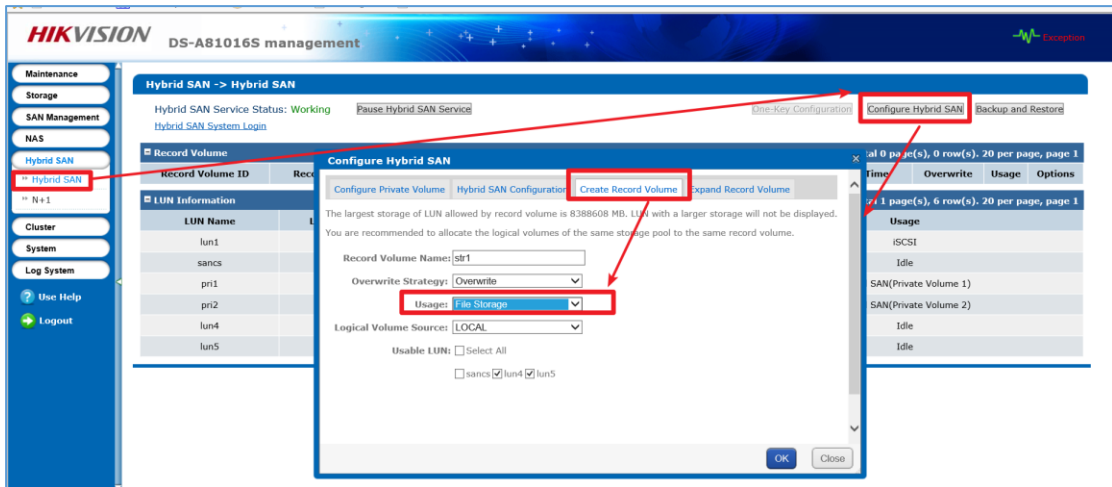 HIKVISION DS-A81016S management
Exception
Maintenance
Storage
SAN Management
NAS
Hybrid SAN
Hybrid SAN
N+1
Cluster
System
Log System
Use Help
Logout
Hybrid SAN -> Hybrid SAN
Hybrid SAN Service Status: Working Pause Hybrid SAN Service One-Key Configuration Configure Hybrid SAN Backup and Restore
Hybrid SAN System Login
Record Volume tal 0 page(s), 0 row(s). 20 per page, page 1
Record Volume ID Reco Time Overwrite Usage Options
LUN Information tal 1 page(s), 6 row(s). 20 per page, page 1
LUN Name L Usage
lun1 iSCSI
sancs Idle
pri1 SAN(Private Volume 1)
pri2 SAN(Private Volume 2)
lun4 Idle
lun5 Idle
Configure Hybrid SAN
Configure Private Volume Hybrid SAN Configuration Create Record Volume Expand Record Volume
The largest storage of LUN allowed by record volume is 8388608 MB. LUN with a larger storage will not be displayed.
You are recommended to allocate the logical volumes of the same storage pool to the same record volume.
Record Volume Name: str1
Overwrite Strategy: Overwrite
Usage: File Storage
Logical Volume Source: LOCAL
Usable LUN: Select All
sancs lun4 lun5
OK Close